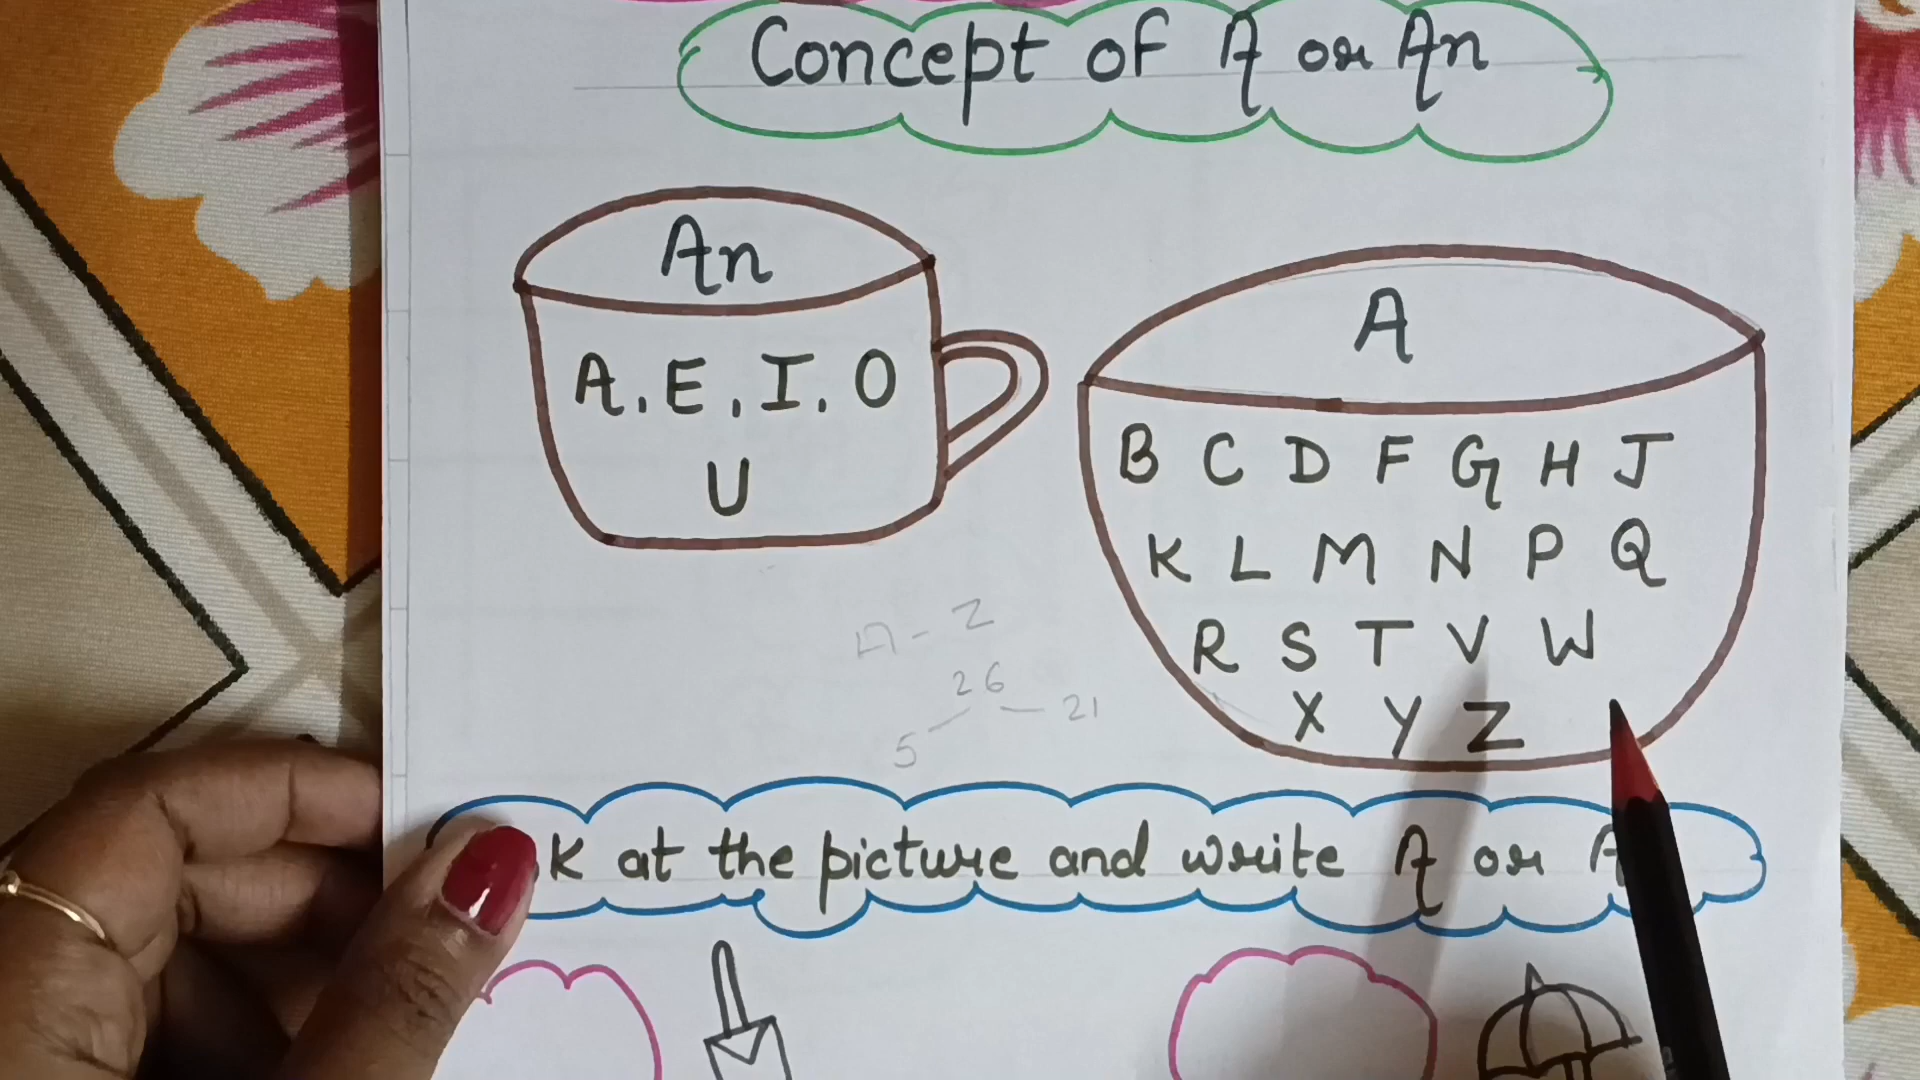 Concept of A or An
An
A, E, I, O
U
A
B C D F G H J
K L M N P Q
R S T V W
X Y Z
A - Z
26
5 21
at the picture and write A or